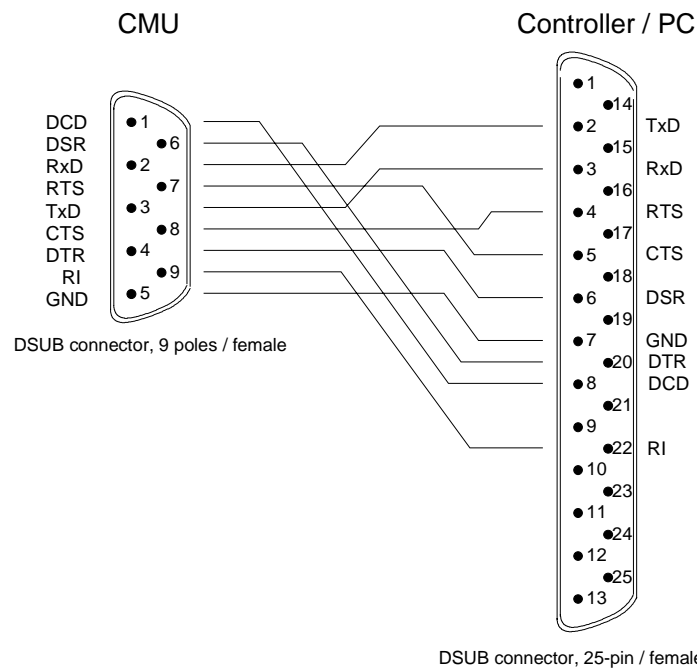 CMU
Controller / PC
DCD
DSR
RxD
RTS
TxD
CTS
DTR
RI
GND
1
6
2
7
3
8
4
9
5
DSUB connector, 9 poles / female
1
14
2
TxD
15
3
RxD
16
4
RTS
17
5
CTS
18
6
DSR
19
7
GND
20
DTR
8
DCD
21
9
22
RI
10
23
11
24
12
25
13
DSUB connector, 25-pin / female